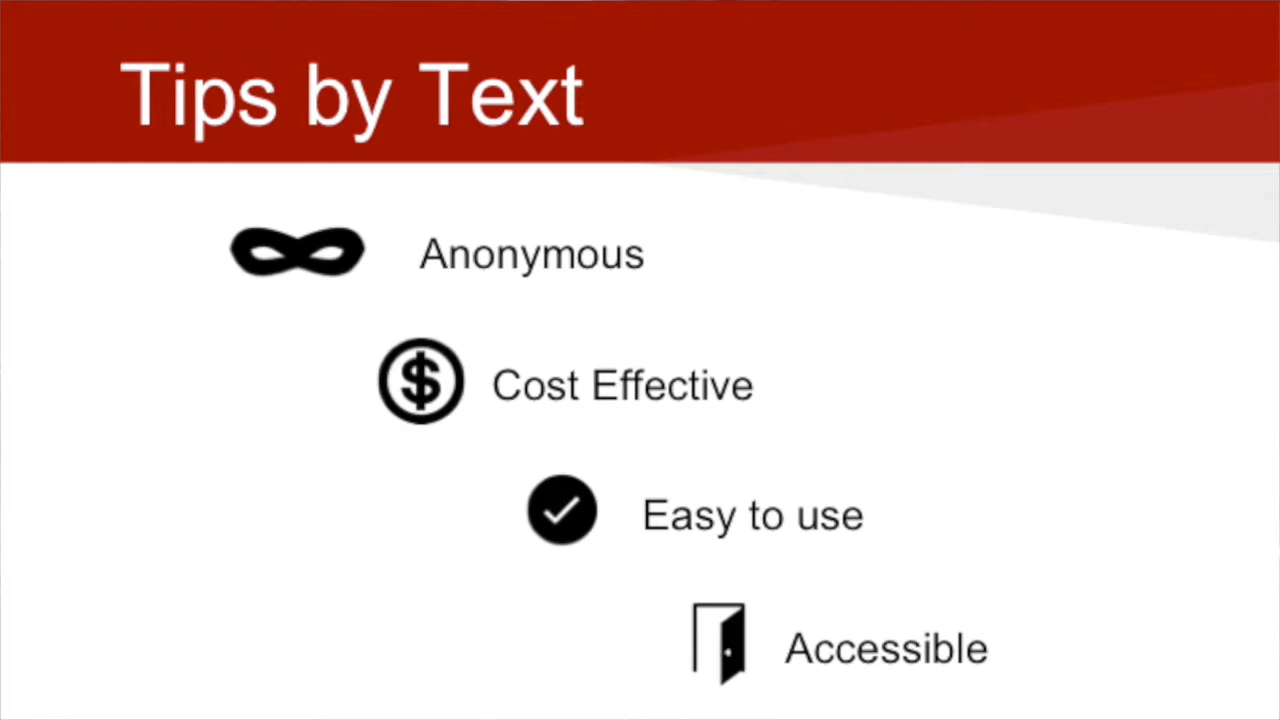 Tips by Text
Anonymous
Cost Effective
Easy to use
Accessible